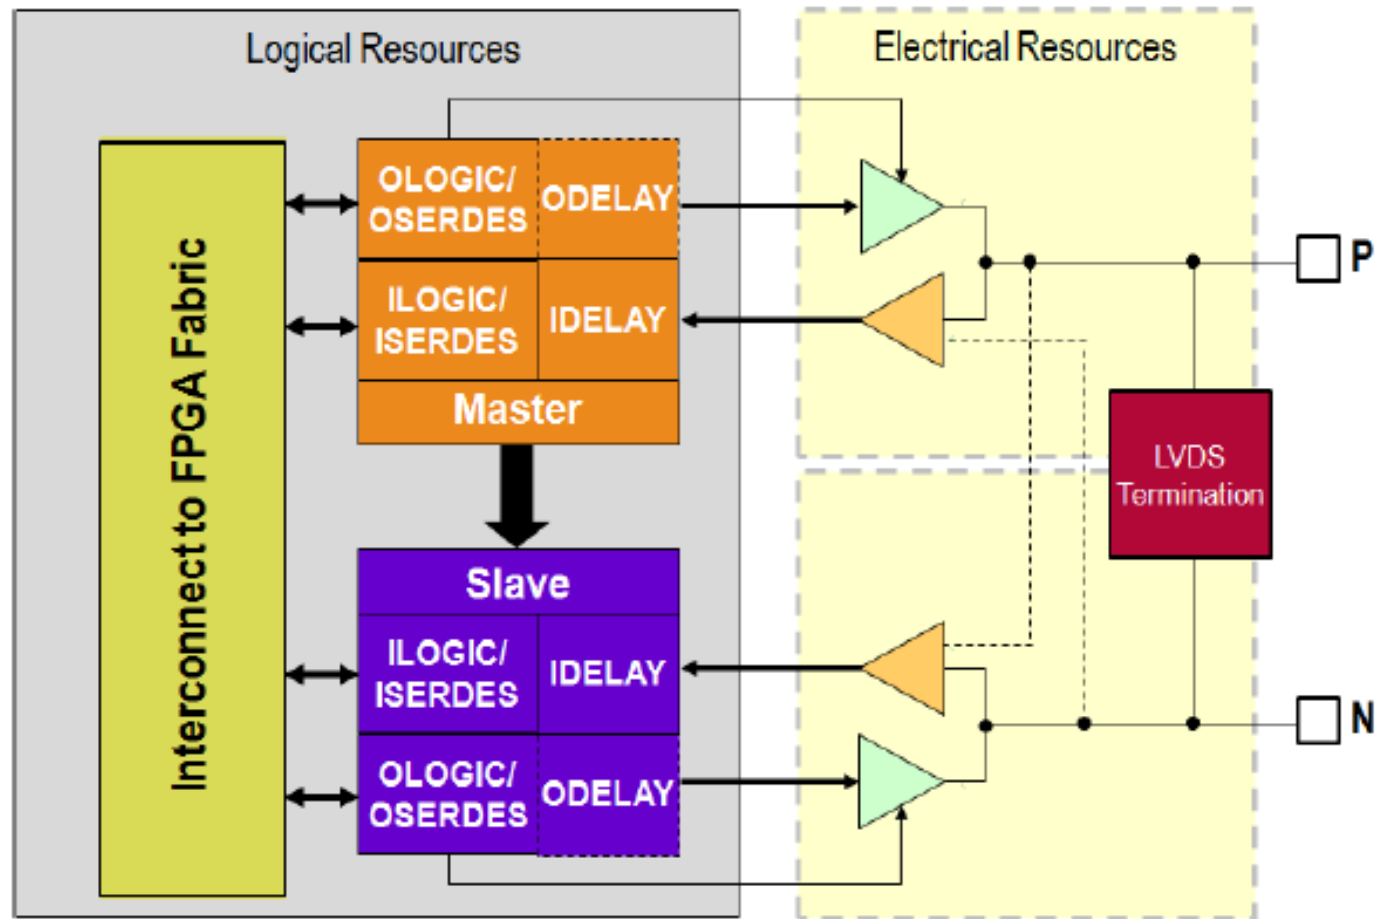 Logical Resources
Electrical Resources
Interconnect to FPGA Fabric
OLOGIC/
OSERDES
ODELAY
ILOGIC/
ISERDES
IDELAY
Master
P
LVDS
Termination
Slave
ILOGIC/
ISERDES
IDELAY
OLOGIC/
OSERDES
ODELAY
N